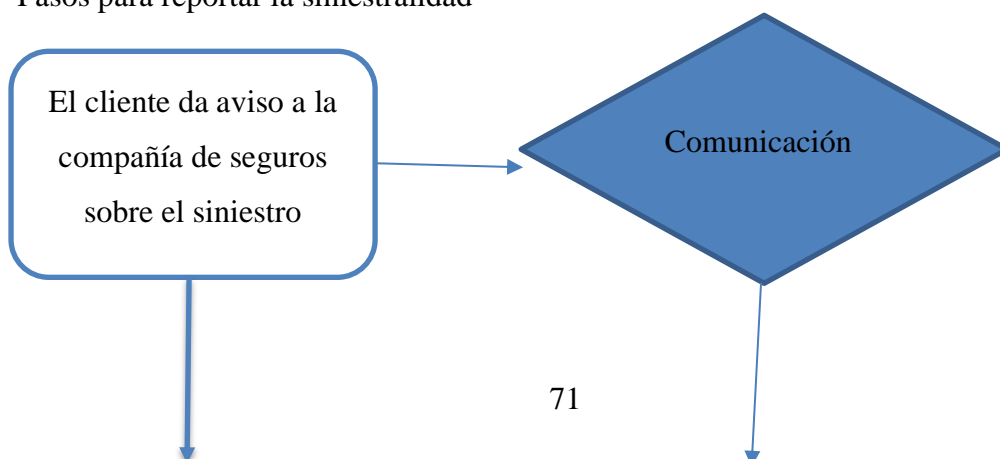 Pasos para reportar la siniestralidad
El cliente da aviso a la
compañía de seguros
sobre el siniestro
Comunicación
71